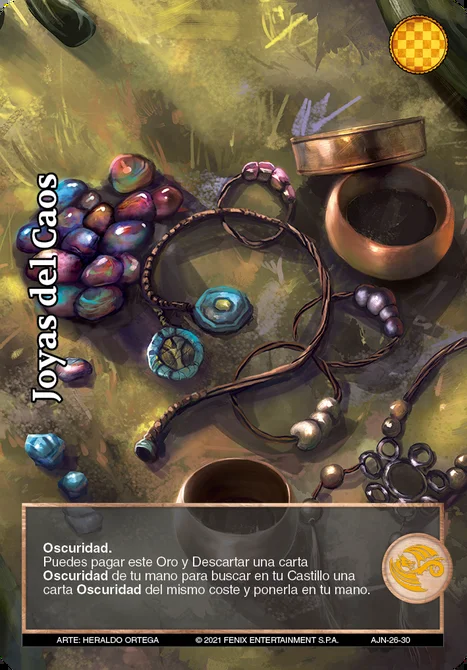 Joyas del Caos
Oscuridad.
Puedes pagar este Oro y Descartar una carta
Oscuridad de tu mano para buscar en tu Castillo una
carta Oscuridad del mismo coste y ponerla en tu mano.
ARTE: HERALDO ORTEGA © 2021 FENIX ENTERTAINMENT S.P.A. AJN-26-30